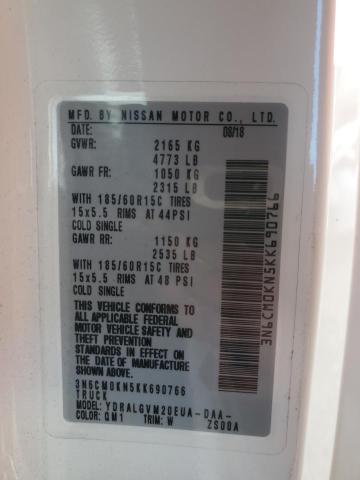 MFD. BY NISSAN MOTOR CO., LTD.
DATE: 08/18
GVWR: 2165 KG
4773 LB
GAWR FR: 1050 KG
2315 LB
WITH 185/60R15C TIRES
15x5.5 RIMS AT 44PSI
COLD SINGLE
GAWR RR: 1150 KG
2535 LB
WITH 185/60R15C TIRES
15x5.5 RIMS AT 48 PSI
COLD SINGLE
THIS VEHICLE CONFORMS TO ALL
APPLICABLE FEDERAL
MOTOR VEHICLE SAFETY AND
THEFT PREVENTION
STANDARDS IN EFFECT ON THE
DATE OF MANUFACTURE
SHOWN ABOVE.
3N6CM0KN5KK690766
TRUCK
MODEL: YDRALGVM20EUA-DAA-
COLOR: QM1 TRIM: W ZS00A
3N6CM0KN5KK690766